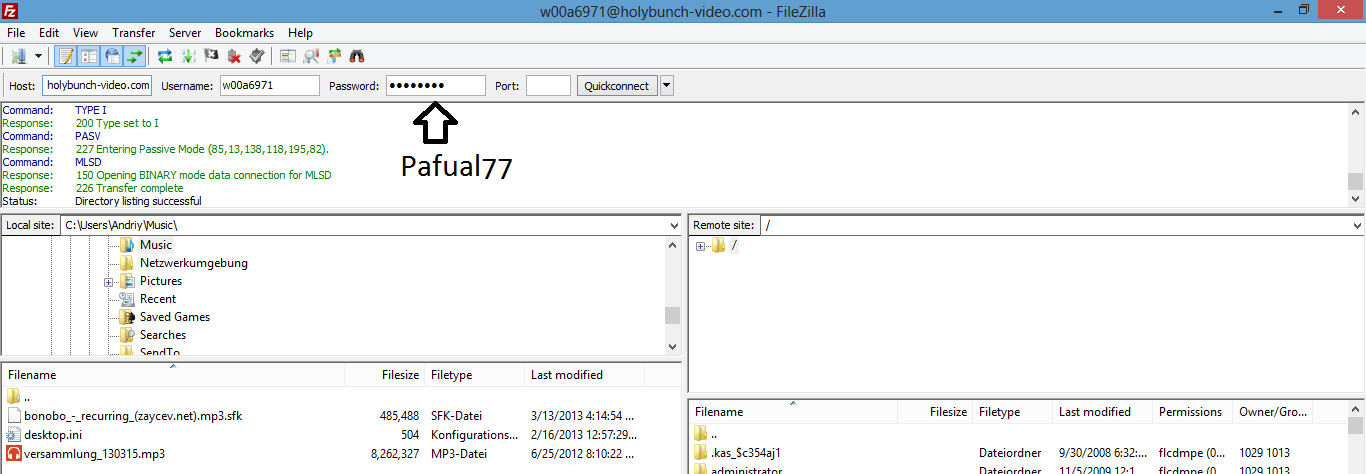 w00a6971@holybunch-video.com - FileZilla
File Edit View Transfer Server Bookmarks Help
Host: holybunch-video.com Username: w00a6971 Password: •••••••• Port: Quickconnect
Command: TYPE I
Response: 200 Type set to I
Command: PASV
Response: 227 Entering Passive Mode (85,13,138,118,195,82).
Command: MLSD
Response: 150 Opening BINARY mode data connection for MLSD
Response: 226 Transfer complete
Status: Directory listing successful
Pafual77
Local site: C:\Users\Andriy\Music\
Music
Netzwerkumgebung
Pictures
Recent
Saved Games
Searches
SendTo
Filename Filesize Filetype Last modified
..
bonobo_-_recurring_(zaycev.net).mp3.sfk 485,488 SFK-Datei 3/13/2013 4:14:54 ...
desktop.ini 504 Konfigurations... 2/16/2013 12:57:29...
versammlung_130315.mp3 8,262,327 MP3-Datei 6/25/2012 8:10:22 ...
Remote site: /
/
Filename Filesize Filetype Last modified Permissions Owner/Gro...
..
.kas_$c354aj1 Dateiordner 9/30/2008 6:32:... flcdmpe (0... 1029 1013
administrator Dateiordner 11/5/2009 12:1... flcdmpe (0... 1029 1013